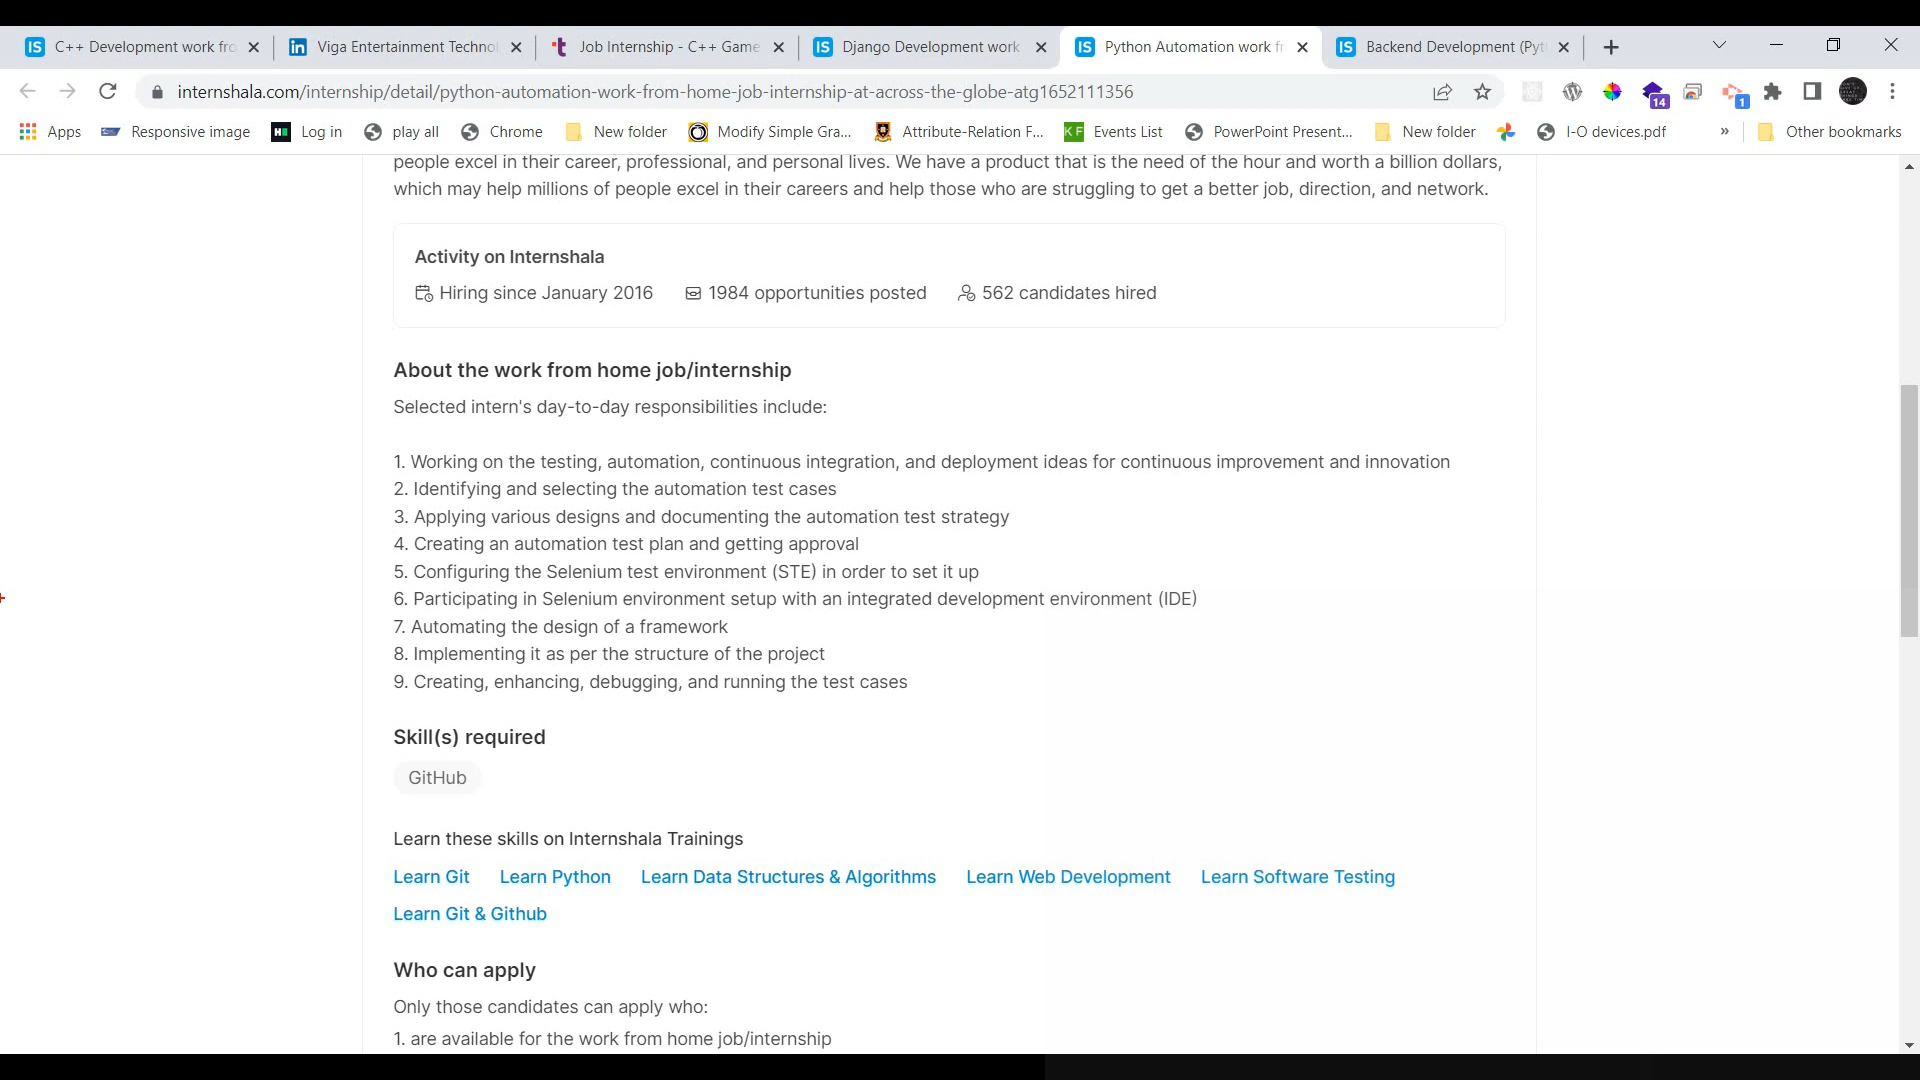 C++ Development work fro
Viga Entertainment Technol
Job Internship - C++ Game
Django Development work
Python Automation work fr
Backend Development (Pyt
internshala.com/internship/detail/python-automation-work-from-home-job-internship-at-across-the-globe-atg1652111356
14
1
Apps
Responsive image
Log in
play all
Chrome
New folder
Modify Simple Gra...
Attribute-Relation F...
KF Events List
PowerPoint Present...
New folder
I-O devices.pdf
»
Other bookmarks
people excel in their career, professional, and personal lives. We have a product that is the need of the hour and worth a billion dollars,
which may help millions of people excel in their careers and help those who are struggling to get a better job, direction, and network.
Activity on Internshala
Hiring since January 2016
1984 opportunities posted
562 candidates hired
About the work from home job/internship
Selected intern's day-to-day responsibilities include:
1. Working on the testing, automation, continuous integration, and deployment ideas for continuous improvement and innovation
2. Identifying and selecting the automation test cases
3. Applying various designs and documenting the automation test strategy
4. Creating an automation test plan and getting approval
5. Configuring the Selenium test environment (STE) in order to set it up
6. Participating in Selenium environment setup with an integrated development environment (IDE)
7. Automating the design of a framework
8. Implementing it as per the structure of the project
9. Creating, enhancing, debugging, and running the test cases
Skill(s) required
GitHub
Learn these skills on Internshala Trainings
Learn Git
Learn Python
Learn Data Structures & Algorithms
Learn Web Development
Learn Software Testing
Learn Git & Github
Who can apply
Only those candidates can apply who:
1. are available for the work from home job/internship